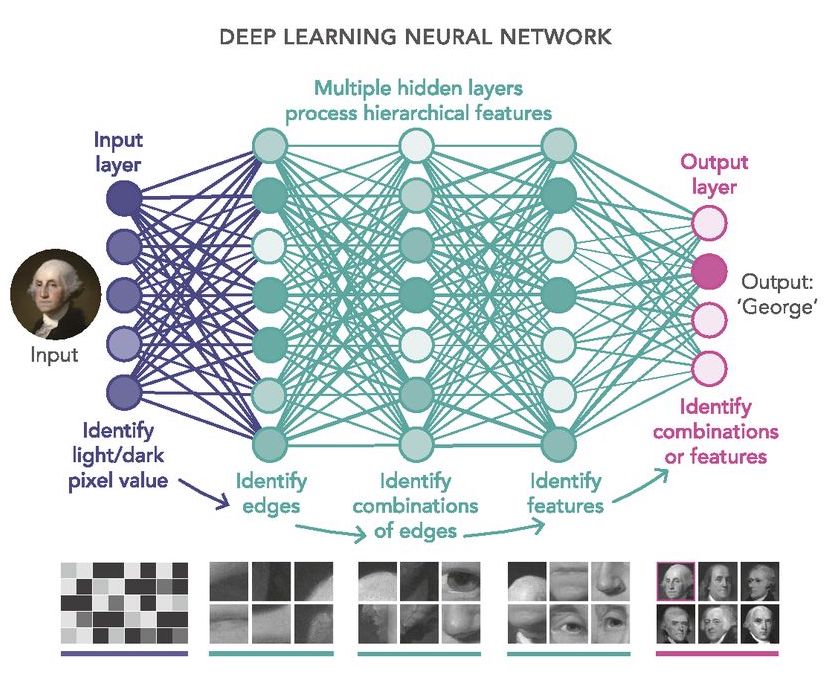 DEEP LEARNING NEURAL NETWORK
Multiple hidden layers
process hierarchical features
Input
layer
Output
layer
Input
Output:
‘George’
Identify
light/dark
pixel value
Identify
edges
Identify
combinations
of edges
Identify
features
Identify
combinations
or features